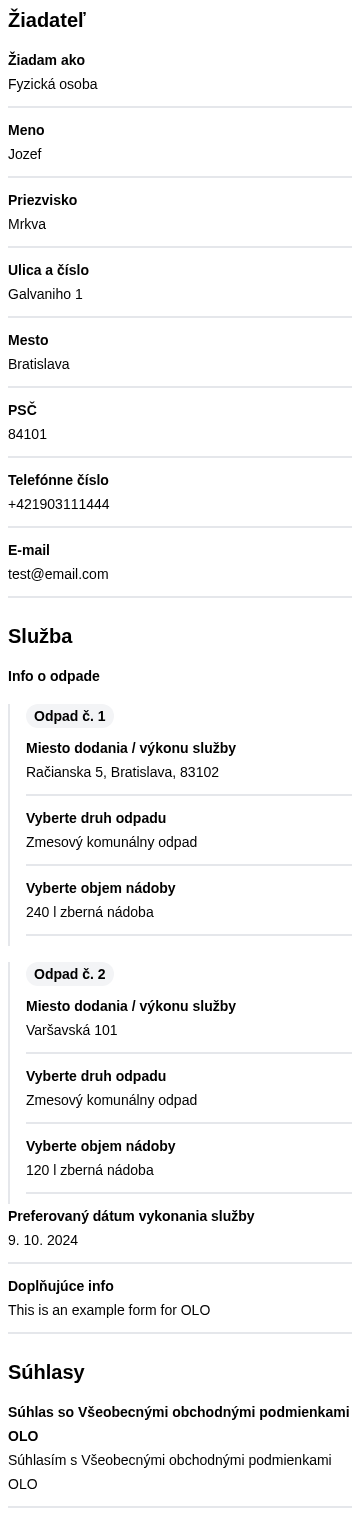 Žiadateľ
Žiadam ako
Fyzická osoba
Meno
Jozef
Priezvisko
Mrkva
Ulica a číslo
Galvaniho 1
Mesto
Bratislava
PSČ
84101
Telefónne číslo
+421903111444
E-mail
test@email.com
Služba
Info o odpade
Odpad č. 1
Miesto dodania / výkonu služby
Račianska 5, Bratislava, 83102
Vyberte druh odpadu
Zmesový komunálny odpad
Vyberte objem nádoby
240 l zberná nádoba
Odpad č. 2
Miesto dodania / výkonu služby
Varšavská 101
Vyberte druh odpadu
Zmesový komunálny odpad
Vyberte objem nádoby
120 l zberná nádoba
Preferovaný dátum vykonania služby
9. 10. 2024
Doplňujúce info
This is an example form for OLO
Súhlasy
Súhlas so Všeobecnými obchodnými podmienkami
OLO
Súhlasím s Všeobecnými obchodnými podmienkami
OLO